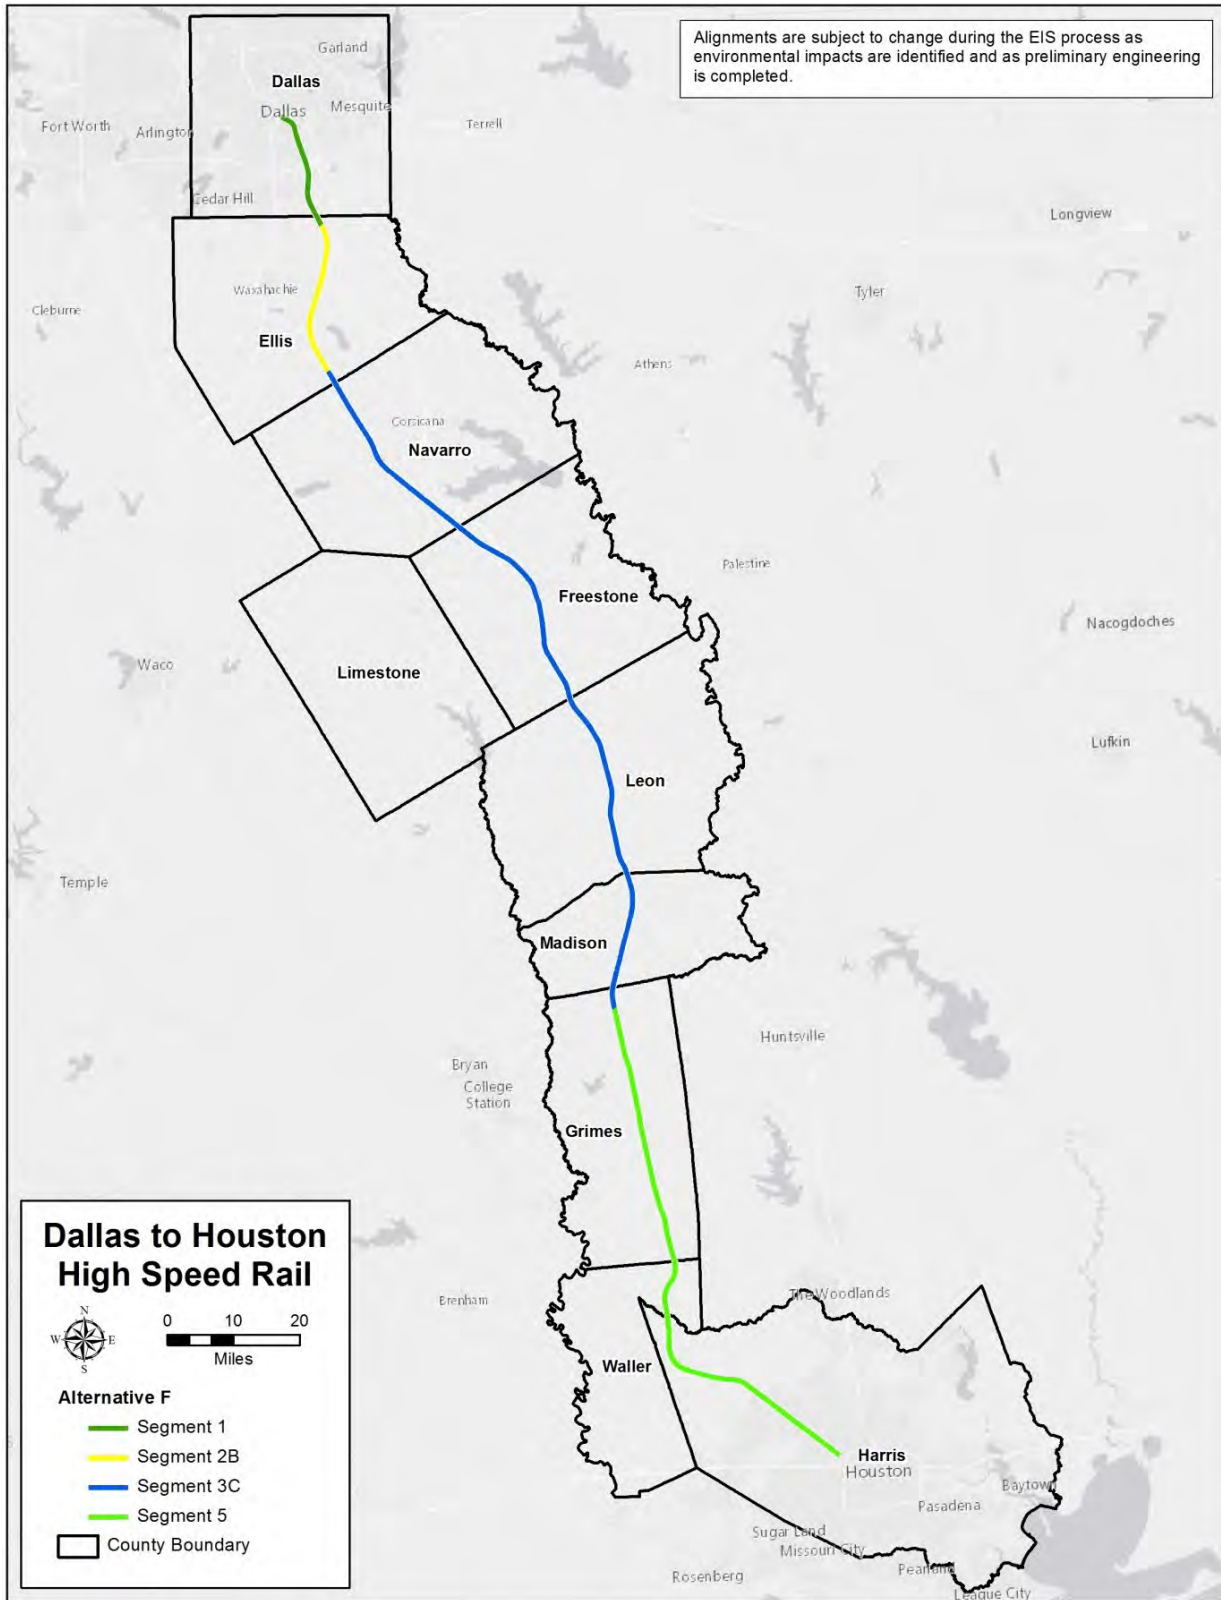 Alignments are subject to change during the EIS process as
environmental impacts are identified and as preliminary engineering
is completed.
Garland
Dallas
Dallas
Mesquite
Fort Worth
Arlington
Terrell
Cedar Hill
Longview
Waxahachie
Tyler
Cleburne
Ellis
Athens
Corsicana
Navarro
Palestine
Freestone
Nacogdoches
Waco
Limestone
Lufkin
Leon
Temple
Madison
Huntsville
Bryan
College
Station
Grimes
Dallas to Houston
High Speed Rail
N
W
E
S
0
10
20
Miles
Alternative F
Segment 1
Segment 2B
Segment 3C
Segment 5
County Boundary
Brenham
The Woodlands
Waller
Harris
Houston
Baytown
Pasadena
Sugar Land
Missouri City
Pearland
Rosenberg
League City